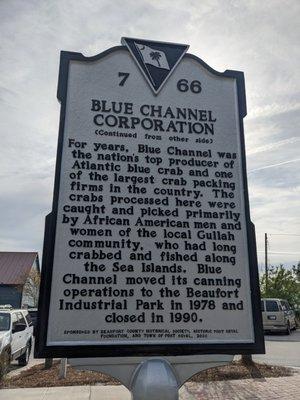 7 66
BLUE CHANNEL
CORPORATION
(Continued from other side)
For years, Blue Channel was
the nation's top producer of
Atlantic blue crab and one
of the largest crab packing
firms in the country. The
crabs processed here were
caught and picked primarily
by African American men and
women of the local Gullah
community, who had long
crabbed and fished along
the Sea Islands. Blue
Channel moved its canning
operations to the Beaufort
Industrial Park in 1978 and
closed in 1990.
SPONSORED BY BEAUFORT COUNTY HISTORICAL SOCIETY, HISTORIC PORT ROYAL
FOUNDATION, AND TOWN OF PORT ROYAL, 2020